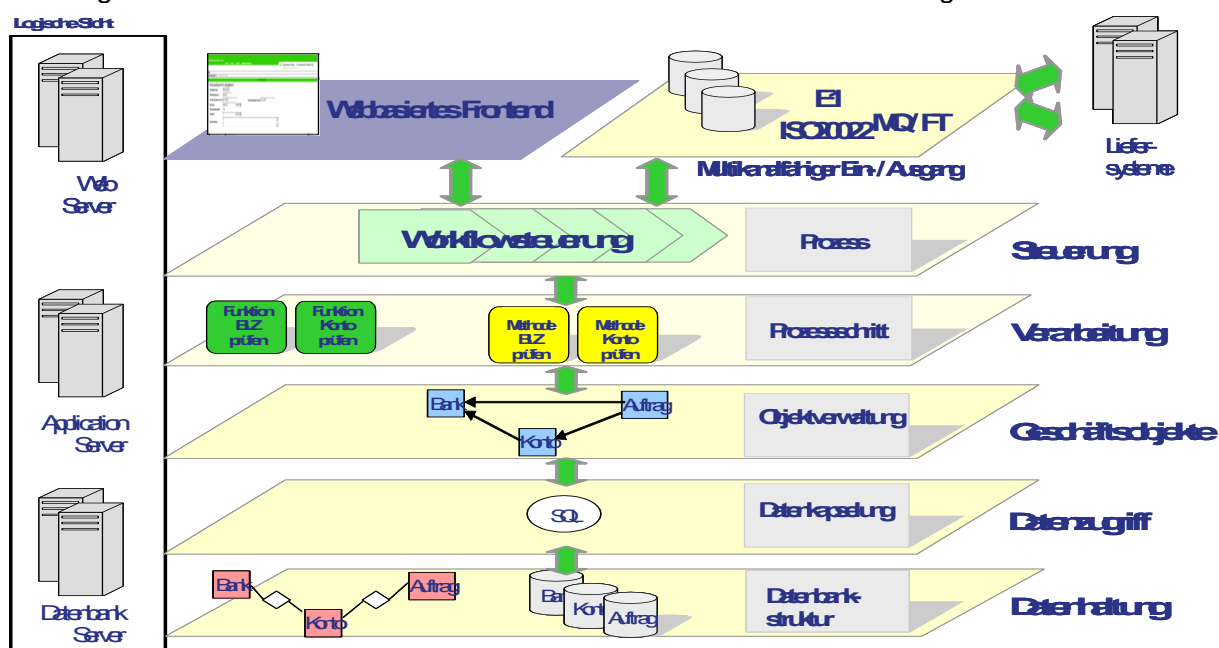 Logische Sicht
Web
Server
Application
Server
Datenbank
Server
Webbasiertes Frontend
E1
ISO20022
MQ/FT
Multikanalfähiger Ein-/Ausgang
Liefer-
systeme
Workflowsteuerung
Prozess
Steuerung
Funktion
BLZ
prüfen
Funktion
Konto
prüfen
Methode
BLZ
prüfen
Methode
Konto
prüfen
Prozessschritt
Verarbeitung
Bank
Auftrag
Konto
Objektverwaltung
Geschäftsobjekte
SQL
Datenkapselung
Datenzugriff
Bank
Auftrag
Konto
Bank
Konto
Auftrag
Datenbank-
struktur
Datenhaltung